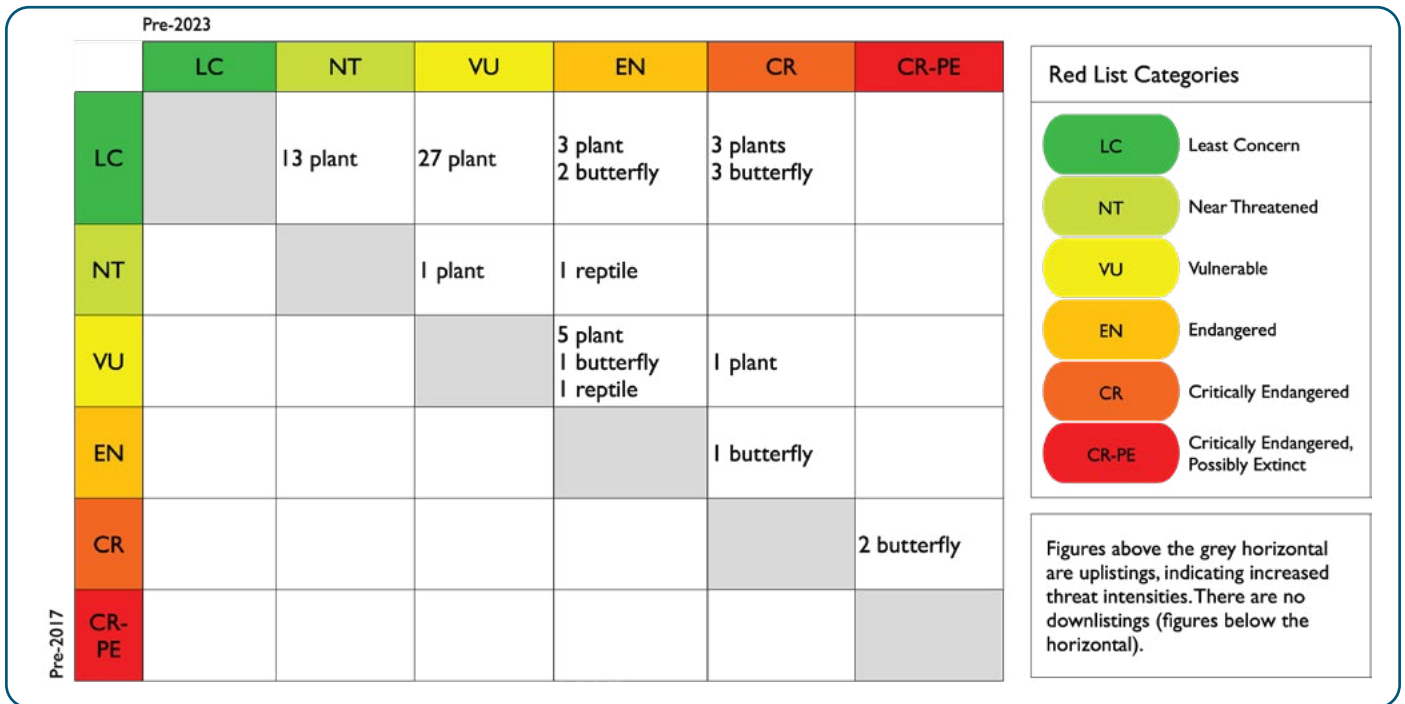 Pre-2023
LC NT VU EN CR CR-PE
LC
13 plant
27 plant
3 plant
2 butterfly
3 plants
3 butterfly
NT
1 plant
1 reptile
VU
5 plant
1 butterfly
1 reptile
1 plant
EN
1 butterfly
CR
2 butterfly
CR-
PE
Pre-2017
Red List Categories
LC Least Concern
NT Near Threatened
VU Vulnerable
EN Endangered
CR Critically Endangered
CR-PE Critically Endangered,
Possibly Extinct
Figures above the grey horizontal
are uplistings, indicating increased
threat intensities. There are no
downlistings (figures below the
horizontal).